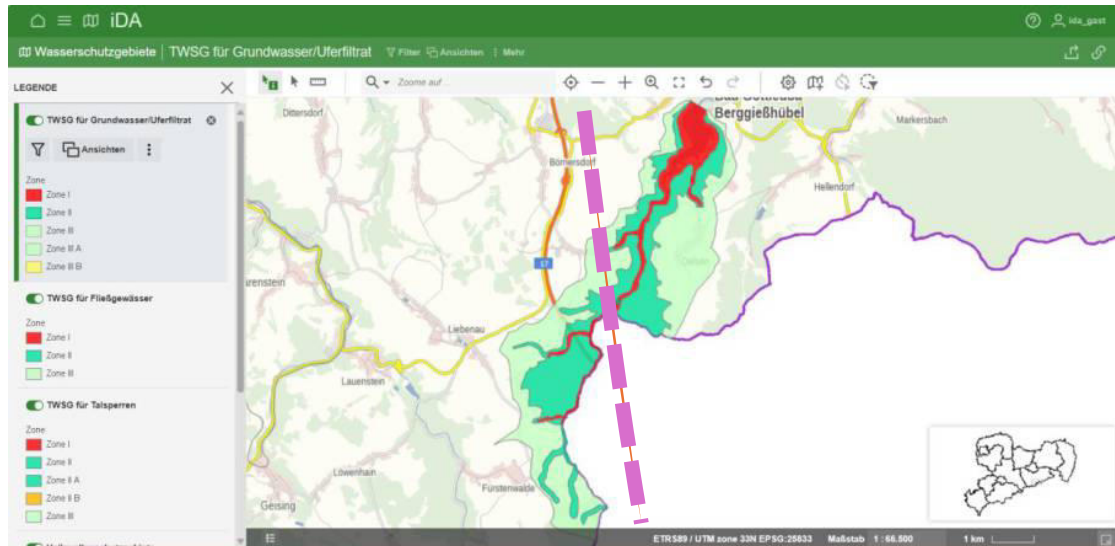 iDA
ida_gast
Wasserschutzgebiete | TWSG für Grundwasser/Uferfiltrat Filter Ansichten Mehr
LEGENDE
Zoome auf ...
TWSG für Grundwasser/Uferfiltrat
Ansichten
Zone
Zone I
Zone II
Zone III
Zone III A
Zone III B
TWSG für Fließgewässer
Zone
Zone I
Zone II
Zone III
TWSG für Talsperren
Zone
Zone I
Zone II
Zone II A
Zone II B
Zone III
Dittersdorf
Börnersdorf
Berggießhübel
Markersbach
Hellendorf
17
urenstein
Liebenau
Lauenstein
Löwenhain
Fürstenwalde
Geising
ETRS89 / UTM zone 33N EPSG:25833 Maßstab 1 : 66.500 1 km